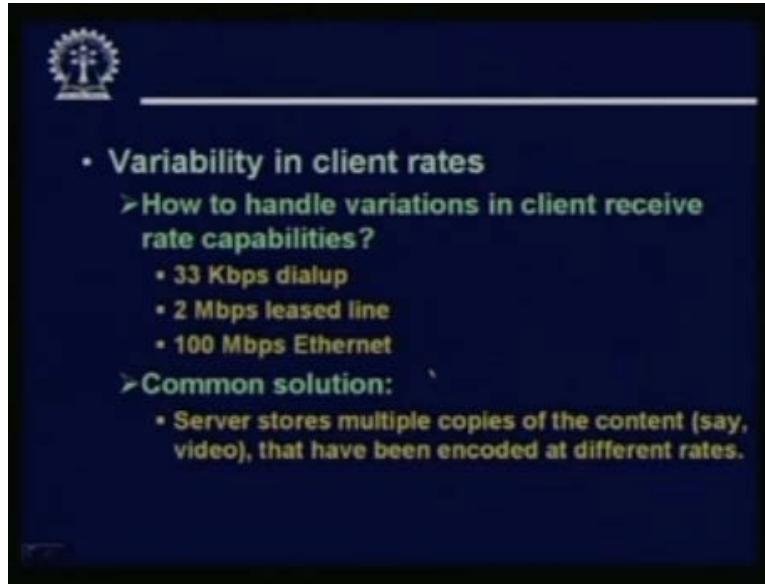 • Variability in client rates
➢How to handle variations in client receive
rate capabilities?
▪ 33 Kbps dialup
▪ 2 Mbps leased line
▪ 100 Mbps Ethernet
➢Common solution:
▪ Server stores multiple copies of the content (say,
video), that have been encoded at different rates.